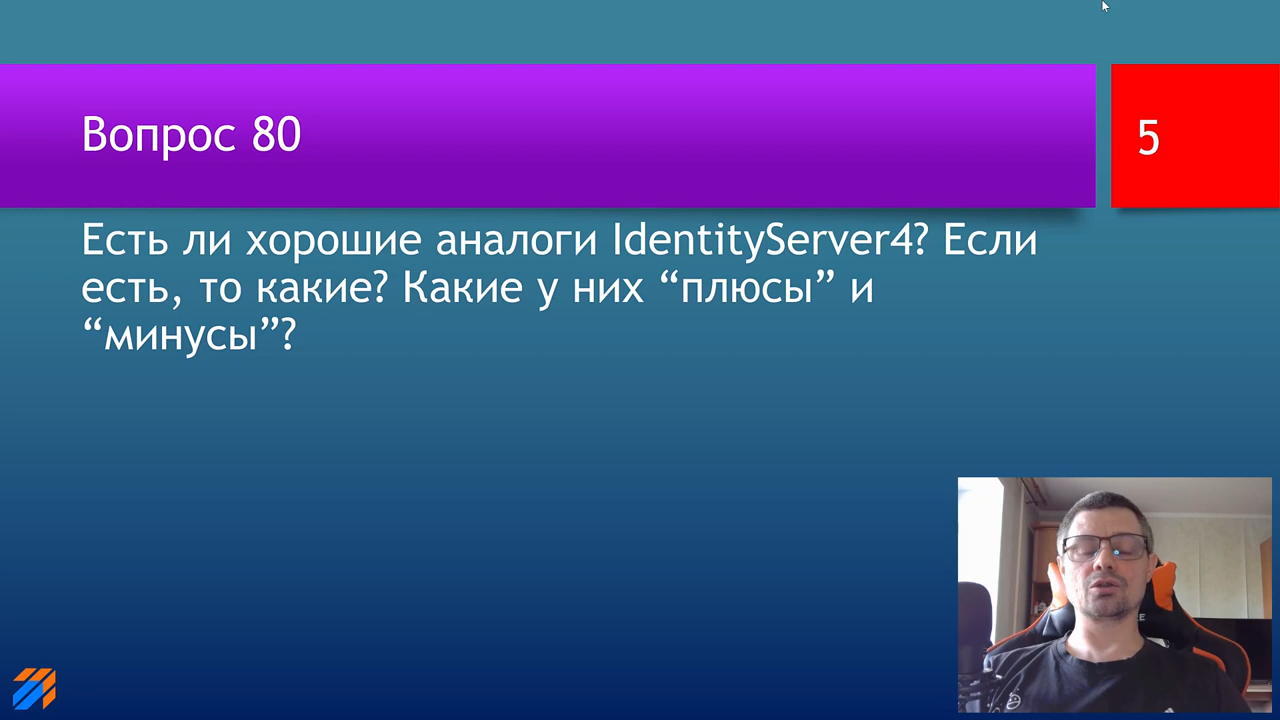 Вопрос 80
5
Есть ли хорошие аналоги IdentityServer4? Если
есть, то какие? Какие у них “плюсы” и
“минусы”?